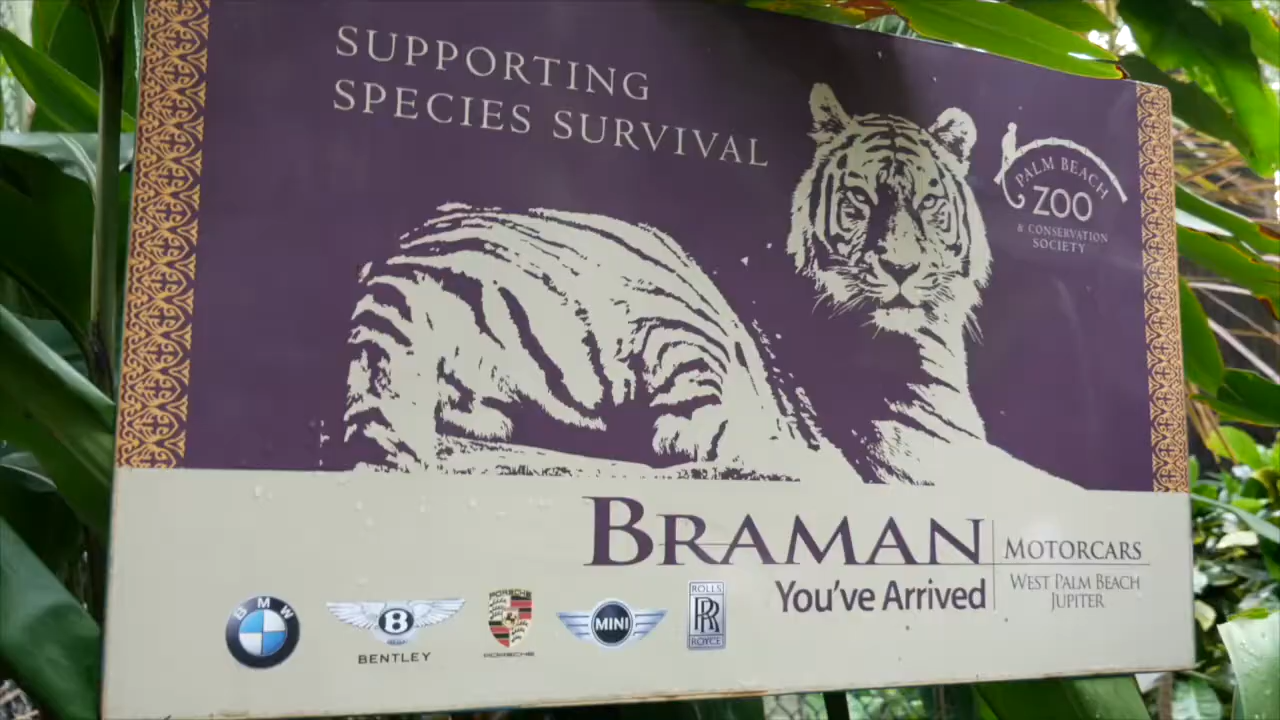 SUPPORTING
SPECIES SURVIVAL
PALM BEACH
ZOO
& CONSERVATION
SOCIETY
BRAMAN
MOTORCARS
You've Arrived
WEST PALM BEACH
JUPITER
BMW
B
BENTLEY
PORSCHE
PORSCHE
MINI
ROLLS
RR
ROYCE